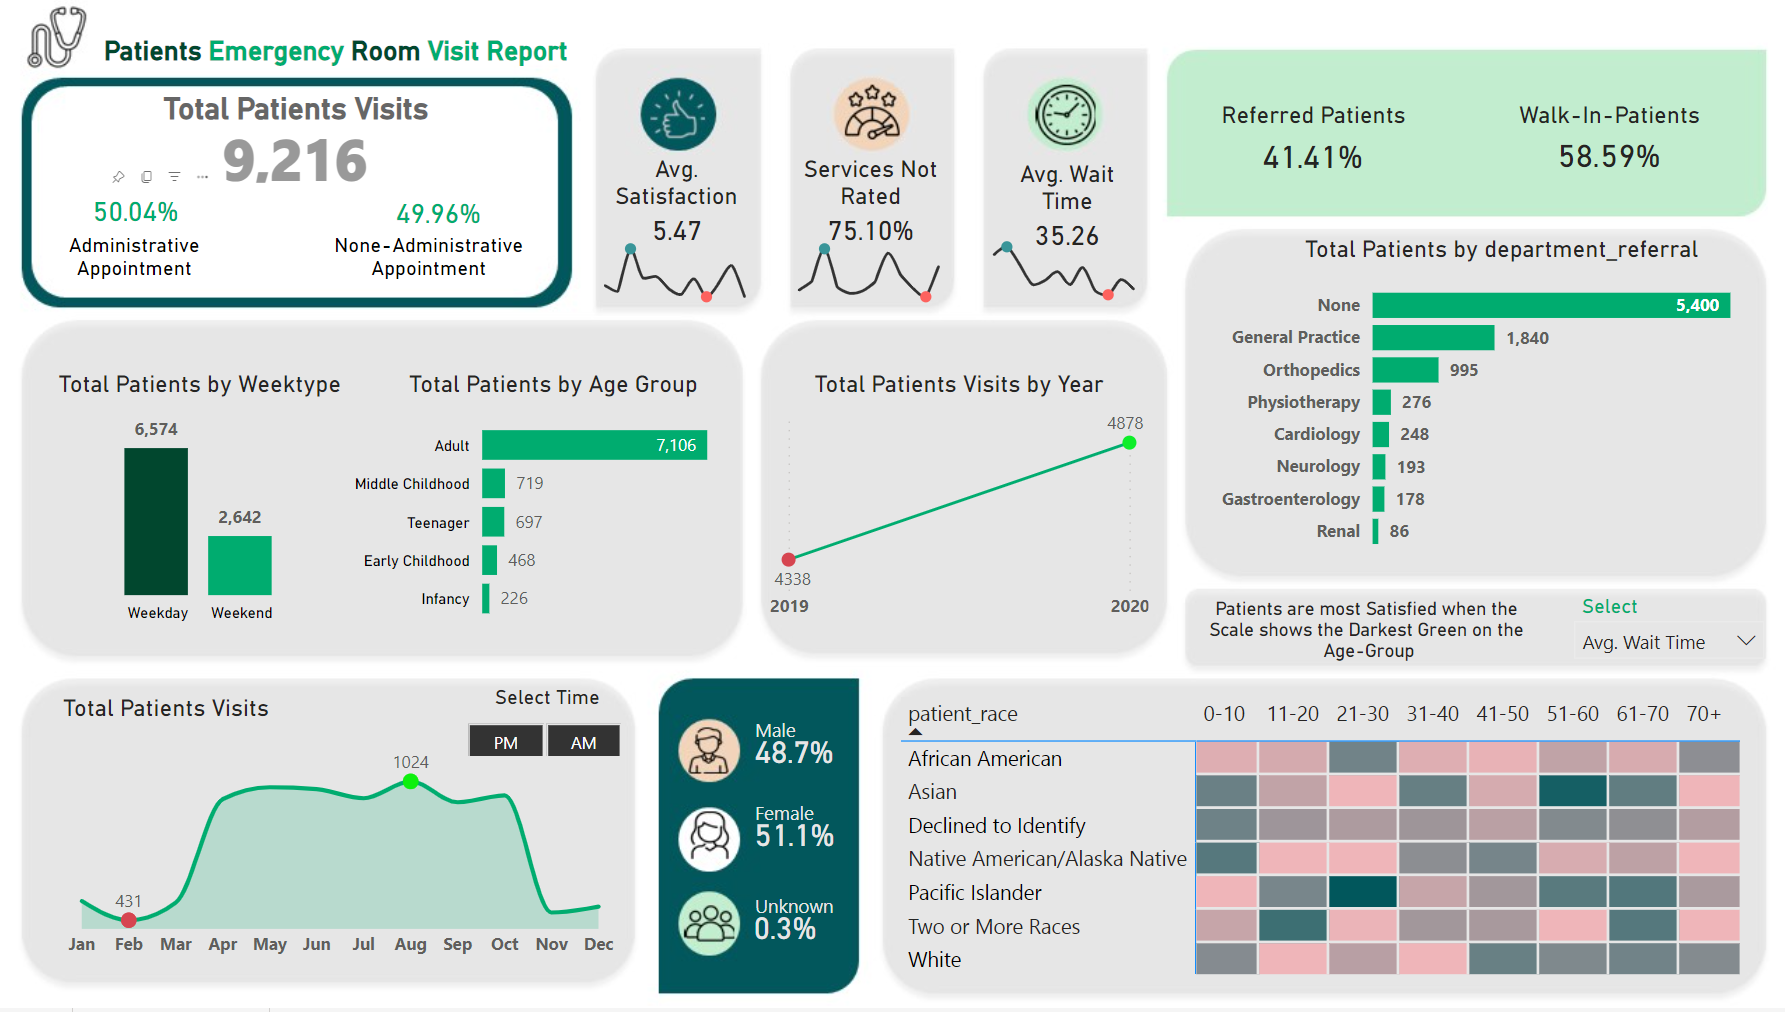 Patients Emergency Room Visit Report
Total Patients Visits
9,216
50.04%
Administrative
Appointment
49.96%
None-Administrative
Appointment
Avg.
Satisfaction
5.47
Services Not
Rated
75.10%
Avg. Wait
Time
35.26
Referred Patients
41.41%
Walk-In-Patients
58.59%
Total Patients by department_referral
None 5,400
General Practice 1,840
Orthopedics 995
Physiotherapy 276
Cardiology 248
Neurology 193
Gastroenterology 178
Renal 86
Total Patients by Weektype
6,574
2,642
Weekday Weekend
Total Patients by Age Group
Adult 7,106
Middle Childhood 719
Teenager 697
Early Childhood 468
Infancy 226
Total Patients Visits by Year
4878
4338
2019 2020
Patients are most Satisfied when the
Scale shows the Darkest Green on the
Age-Group
Select
Avg. Wait Time
Total Patients Visits
Select Time
PM AM
1024
431
Jan Feb Mar Apr May Jun Jul Aug Sep Oct Nov Dec
Male
48.7%
Female
51.1%
Unknown
0.3%
patient_race 0-10 11-20 21-30 31-40 41-50 51-60 61-70 70+
African American
Asian
Declined to Identify
Native American/Alaska Native
Pacific Islander
Two or More Races
White